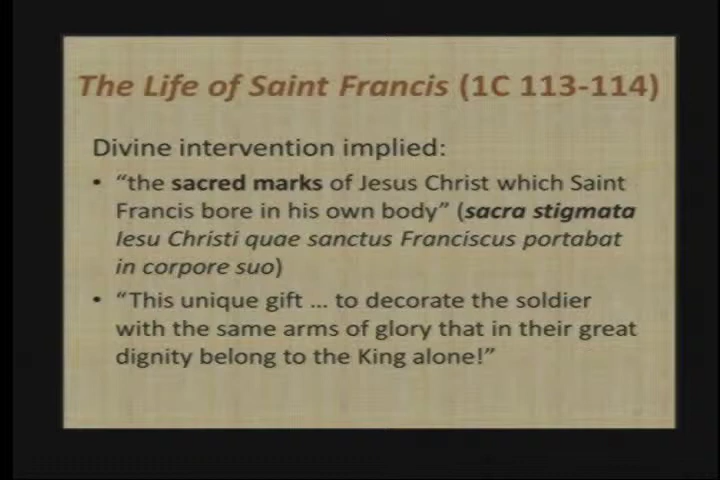 The Life of Saint Francis (1C 113-114)
Divine intervention implied:
• “the sacred marks of Jesus Christ which Saint
Francis bore in his own body” (sacra stigmata
Iesu Christi quae sanctus Franciscus portabat
in corpore suo)
• “This unique gift ... to decorate the soldier
with the same arms of glory that in their great
dignity belong to the King alone!”